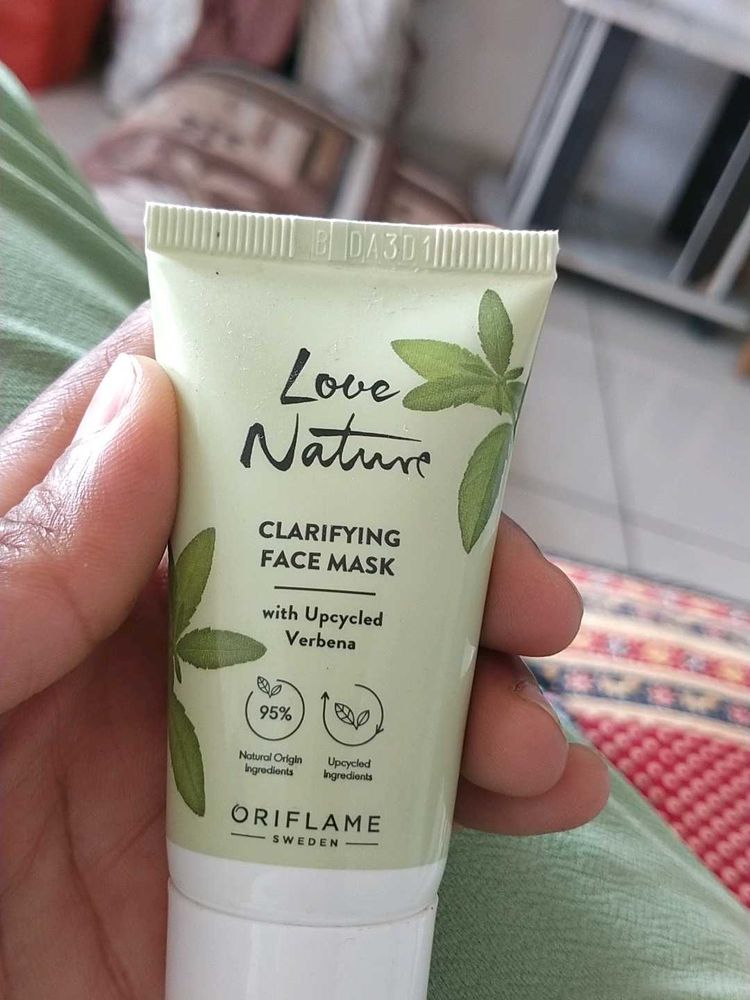 B DA3D1
Love
Nature
CLARIFYING
FACE MASK
with Upcycled
Verbena
95%
Natural Origin
Ingredients
Upcycled
Ingredients
ORIFLAME
SWEDEN